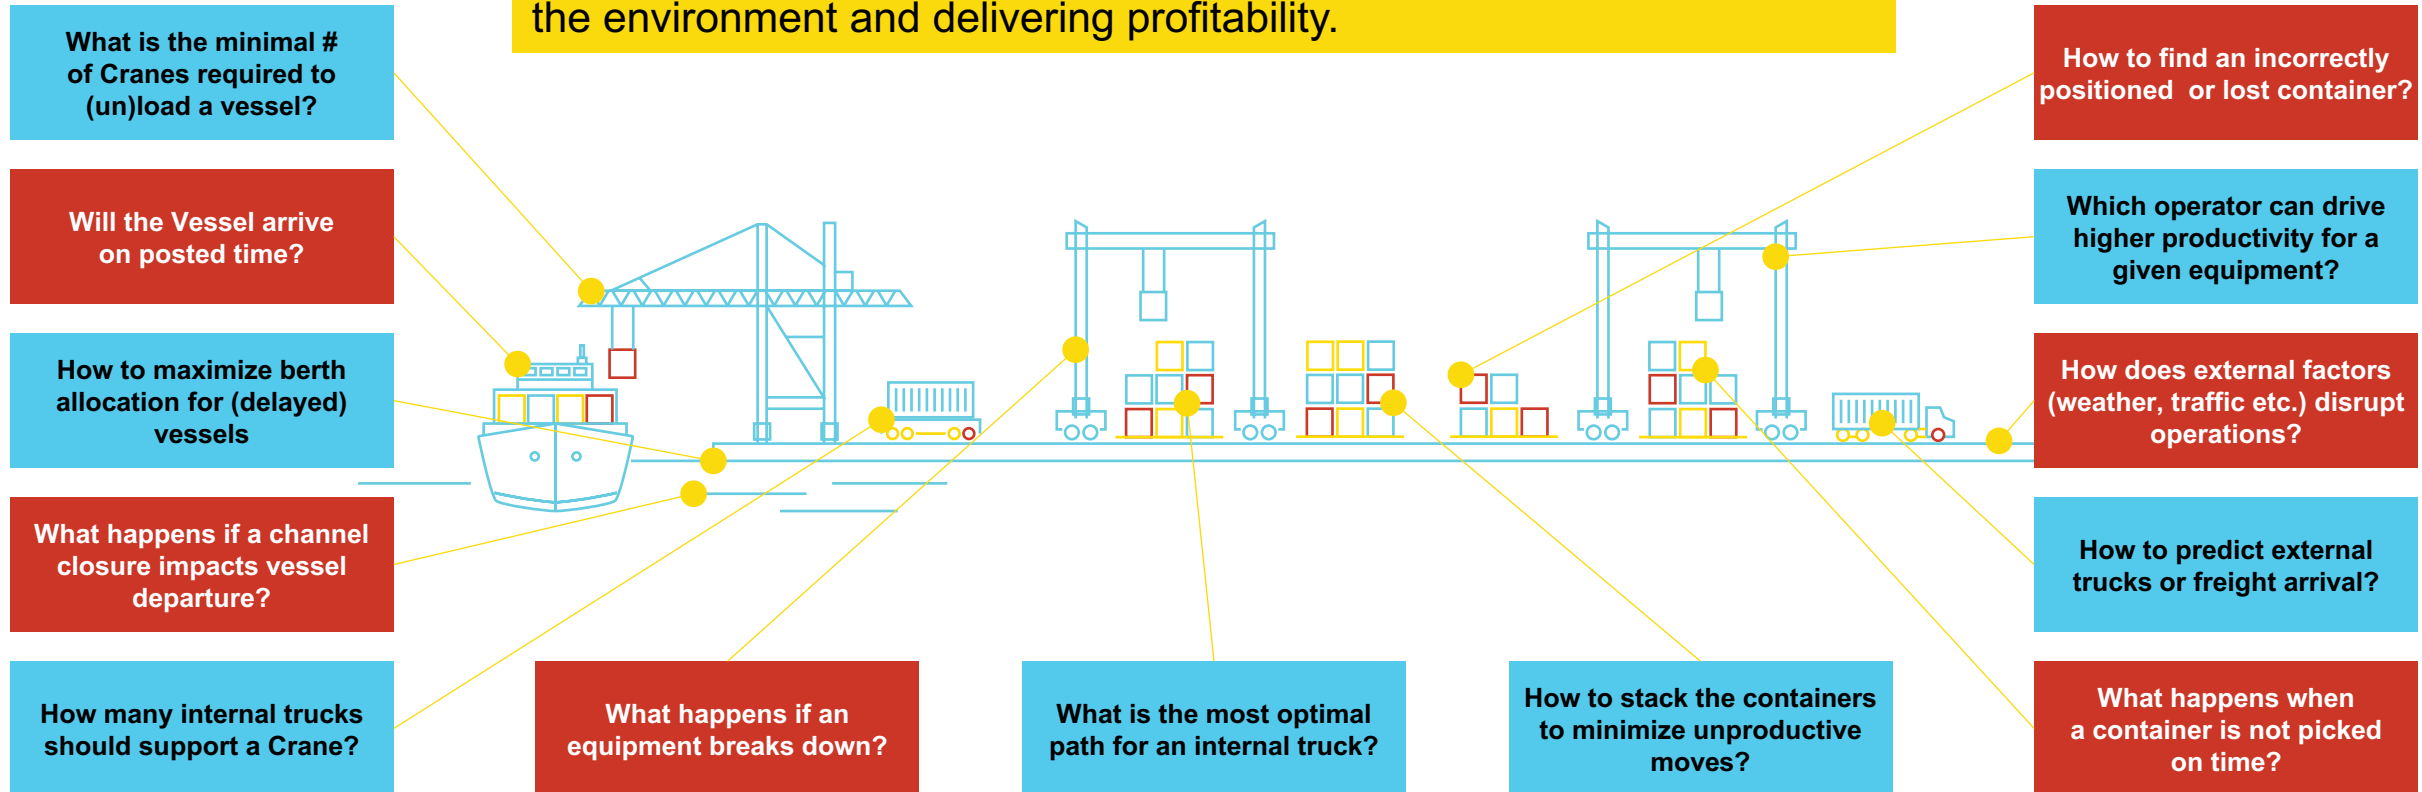 the environment and delivering profitability.
What is the minimal #
of Cranes required to
(un)load a vessel?
Will the Vessel arrive
on posted time?
How to maximize berth
allocation for (delayed)
vessels
What happens if a channel
closure impacts vessel
departure?
How many internal trucks
should support a Crane?
What happens if an
equipment breaks down?
What is the most optimal
path for an internal truck?
How to stack the containers
to minimize unproductive
moves?
How to find an incorrectly
positioned  or lost container?
Which operator can drive
higher productivity for a
given equipment?
How does external factors
(weather, traffic etc.) disrupt
operations?
How to predict external
trucks or freight arrival?
What happens when
a container is not picked
on time?